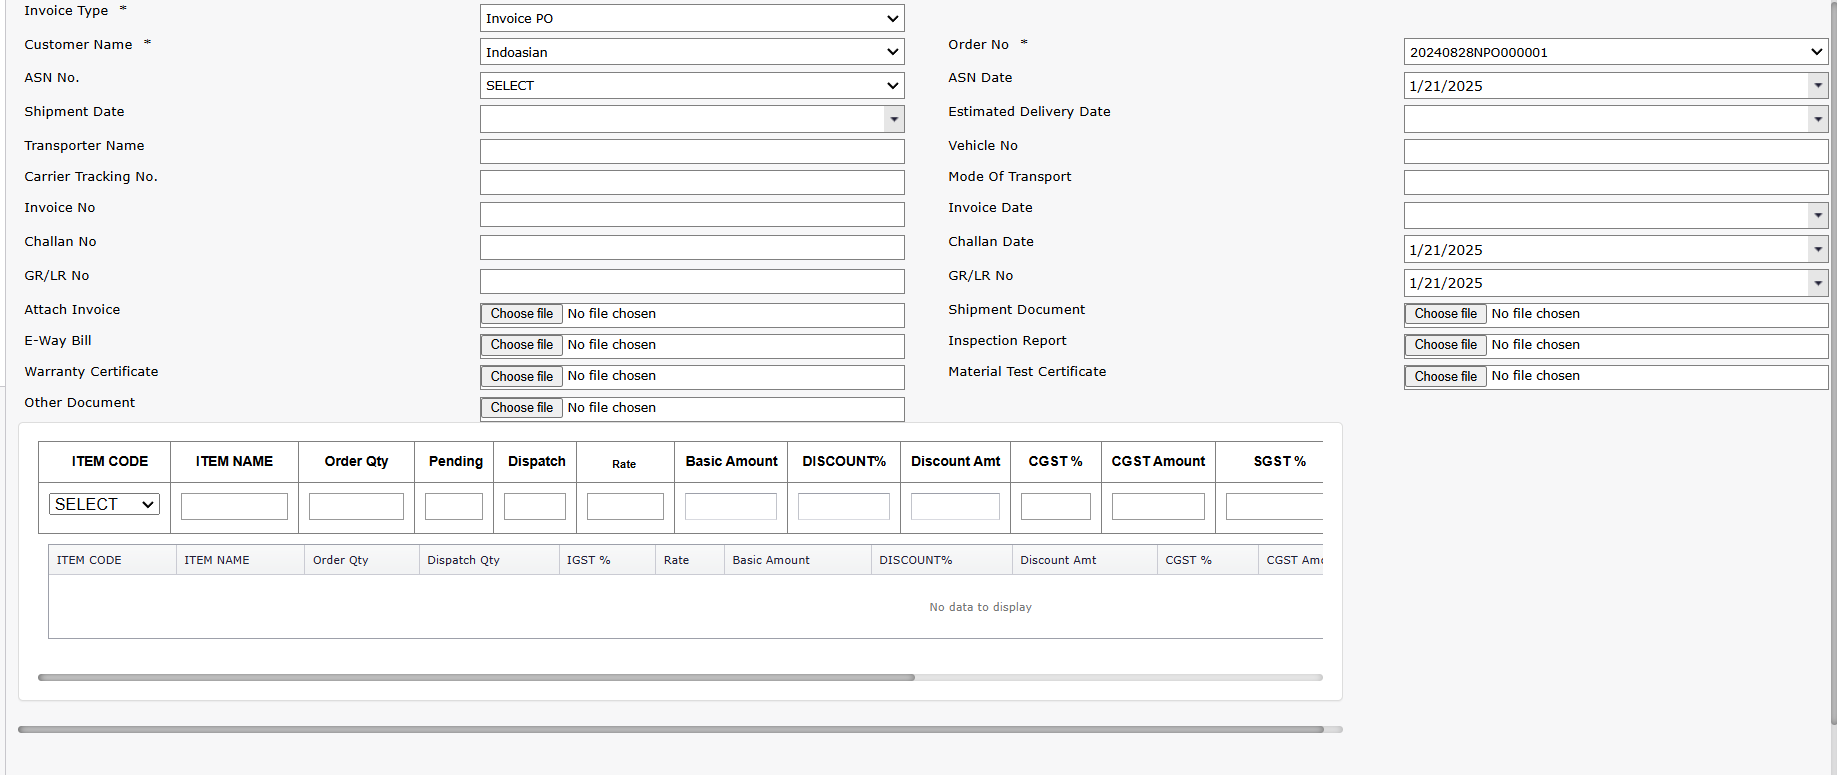 Invoice Type *
Invoice PO
Customer Name *
Indoasian
Order No *
20240828NPO000001
ASN No.
SELECT
ASN Date
1/21/2025
Shipment Date
Estimated Delivery Date
Transporter Name
Vehicle No
Carrier Tracking No.
Mode Of Transport
Invoice No
Invoice Date
Challan No
Challan Date
1/21/2025
GR/LR No
GR/LR No
1/21/2025
Attach Invoice
Choose file No file chosen
Shipment Document
Choose file No file chosen
E-Way Bill
Choose file No file chosen
Inspection Report
Choose file No file chosen
Warranty Certificate
Choose file No file chosen
Material Test Certificate
Choose file No file chosen
Other Document
Choose file No file chosen
ITEM CODE ITEM NAME Order Qty Pending Dispatch Rate Basic Amount DISCOUNT% Discount Amt CGST % CGST Amount SGST %
SELECT
ITEM CODE ITEM NAME Order Qty Dispatch Qty IGST % Rate Basic Amount DISCOUNT% Discount Amt CGST % CGST
No data to display